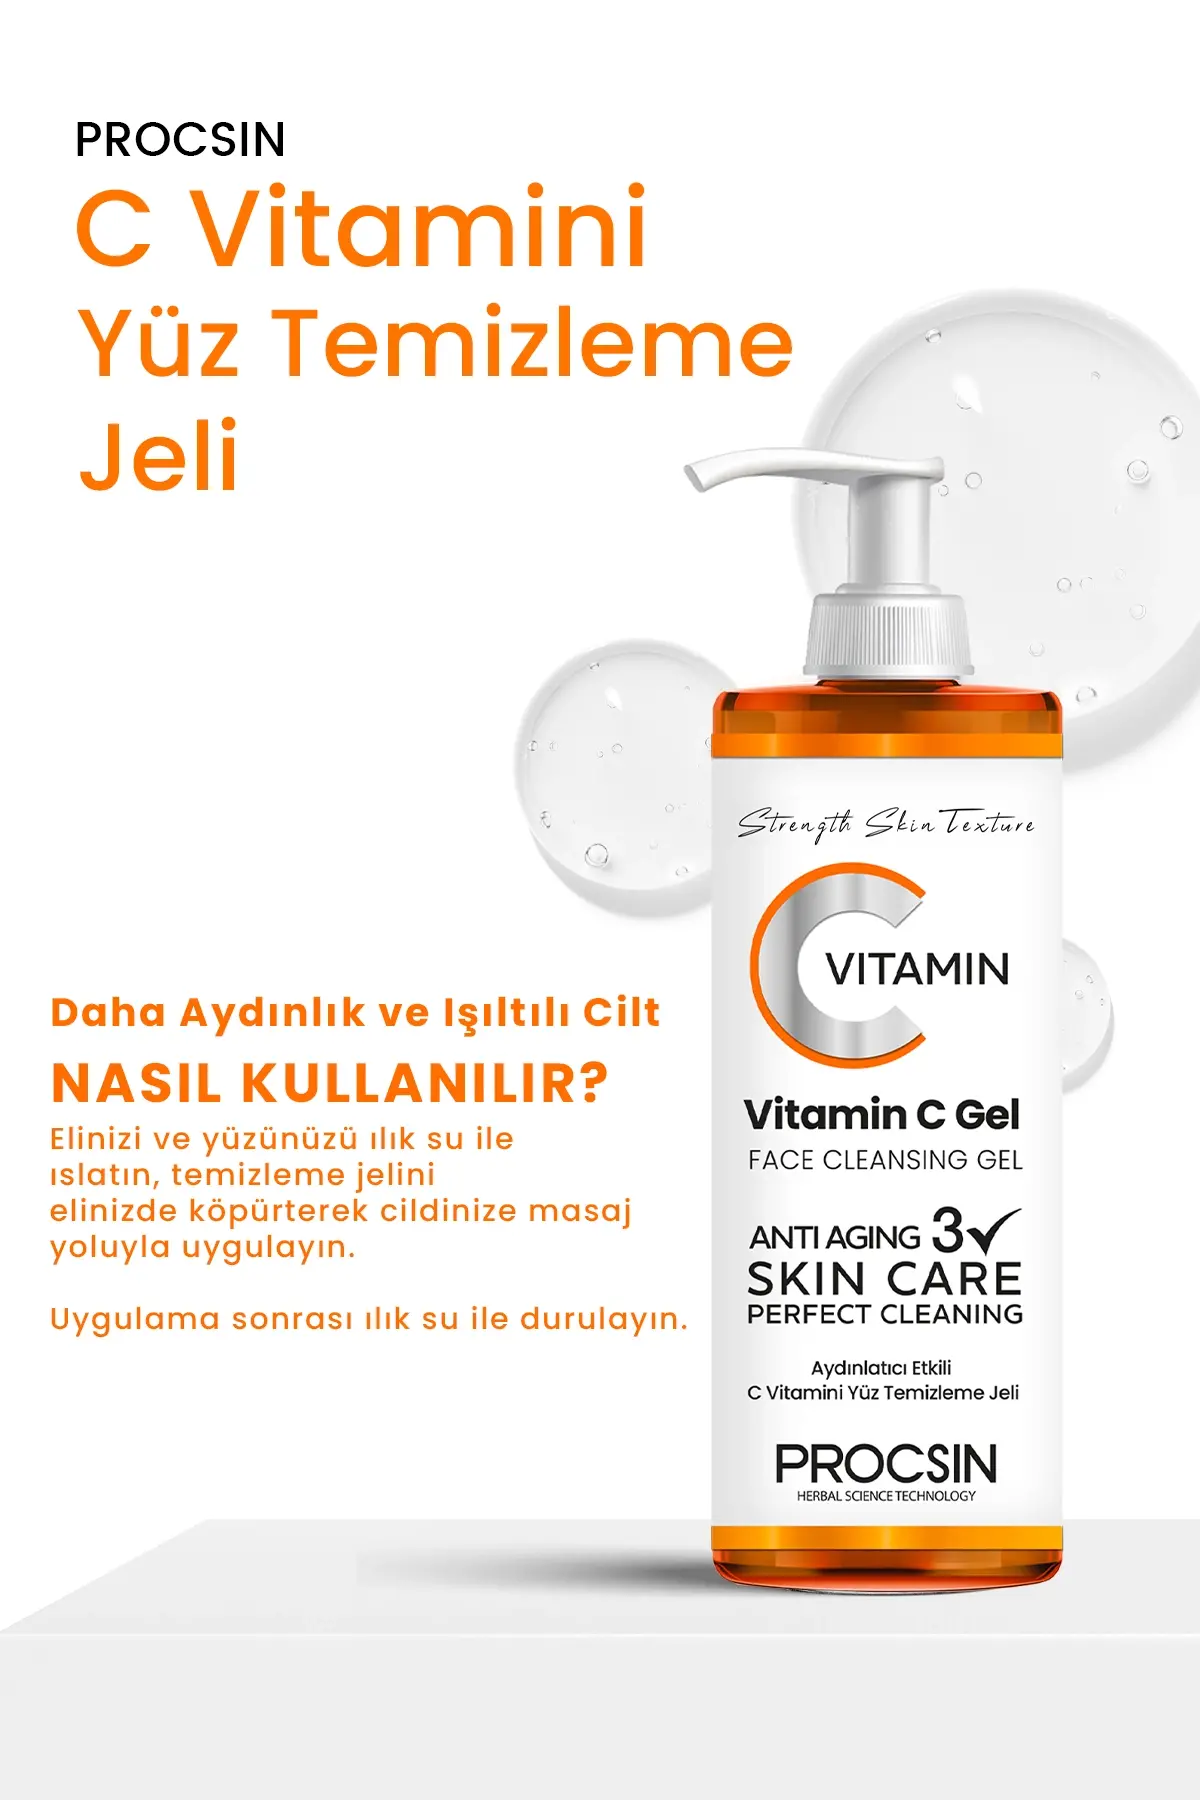 PROCSIN
C Vitamini
Yüz Temizleme
Jeli
Daha Aydınlık ve Işıltılı Cilt
NASIL KULLANILIR?
Elinizi ve yüzünüzü ılık su ile
ıslatın, temizleme jelini
elinizde köpürterek cildinize masaj
yoluyla uygulayın.
Uygulama sonrası ılık su ile durulayın.
Strength Skin Texture
C VITAMIN
Vitamin C Gel
FACE CLEANSING GEL
ANTI AGING 3✓
SKIN CARE
PERFECT CLEANING
Aydınlatıcı Etkili
C Vitamini Yüz Temizleme Jeli
PROCSIN
HERBAL SCIENCE TECHNOLOGY